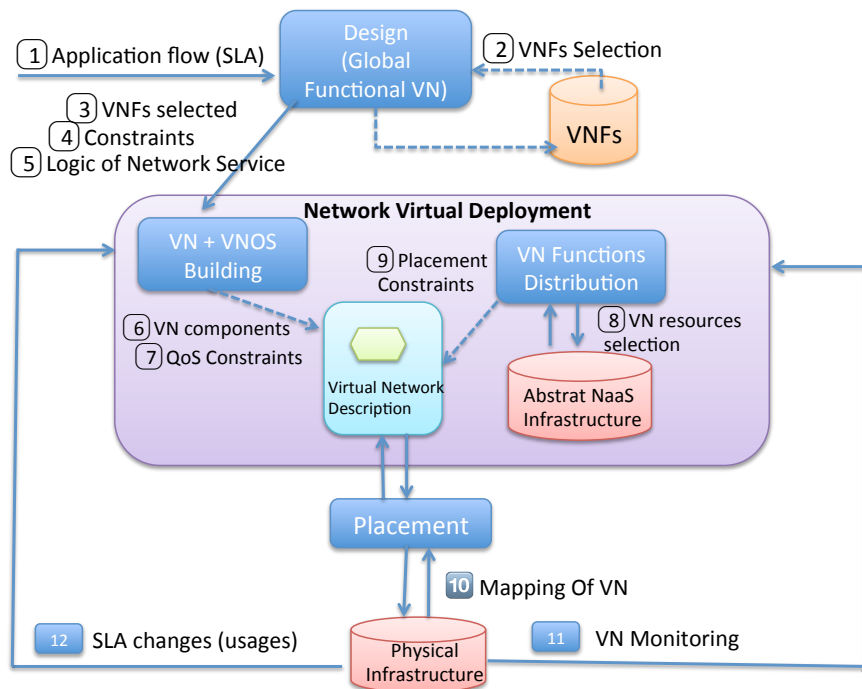 1 Application flow (SLA)
Design
(Global
Functional VN)
2 VNFs Selection
VNFs
3 VNFs selected
4 Constraints
5 Logic of Network Service
Network Virtual Deployment
VN + VNOS
Building
9 Placement
Constraints
VN Functions
Distribution
6 VN components
7 QoS Constraints
8 VN resources
selection
Virtual Network
Description
Abstrat NaaS
Infrastructure
Placement
10 Mapping Of VN
12 SLA changes (usages)
Physical
Infrastructure
11 VN Monitoring